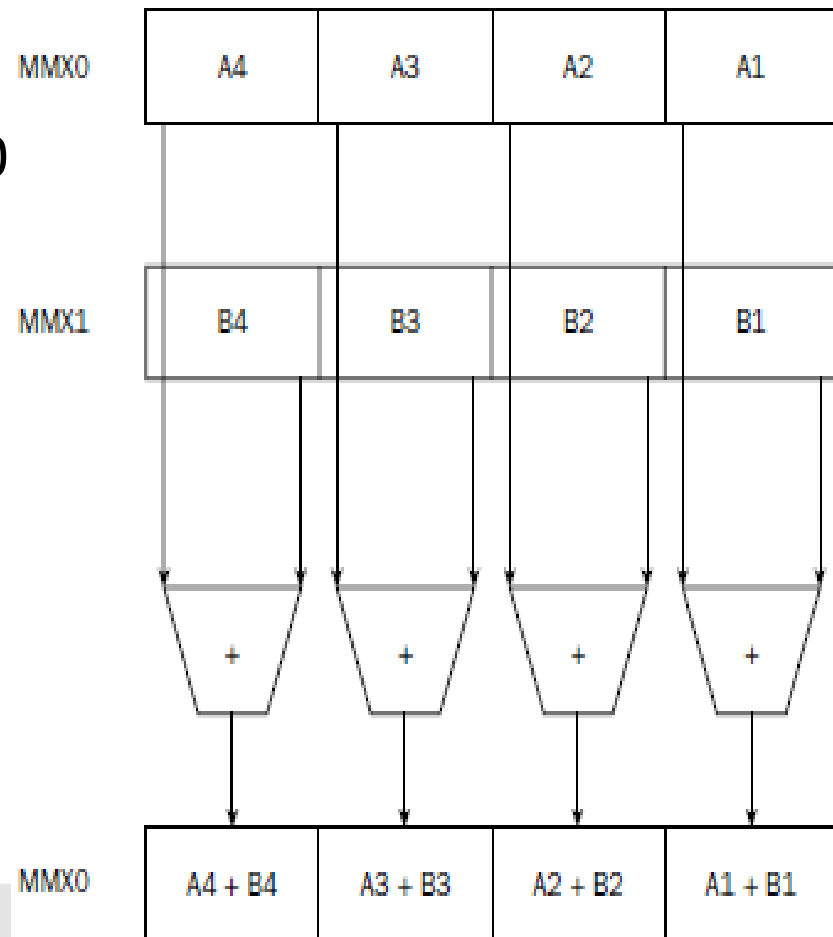 MMX0 A4 A3 A2 A1
MMX1 B4 B3 B2 B1
+ + + +
MMX0 A4 + B4 A3 + B3 A2 + B2 A1 + B1